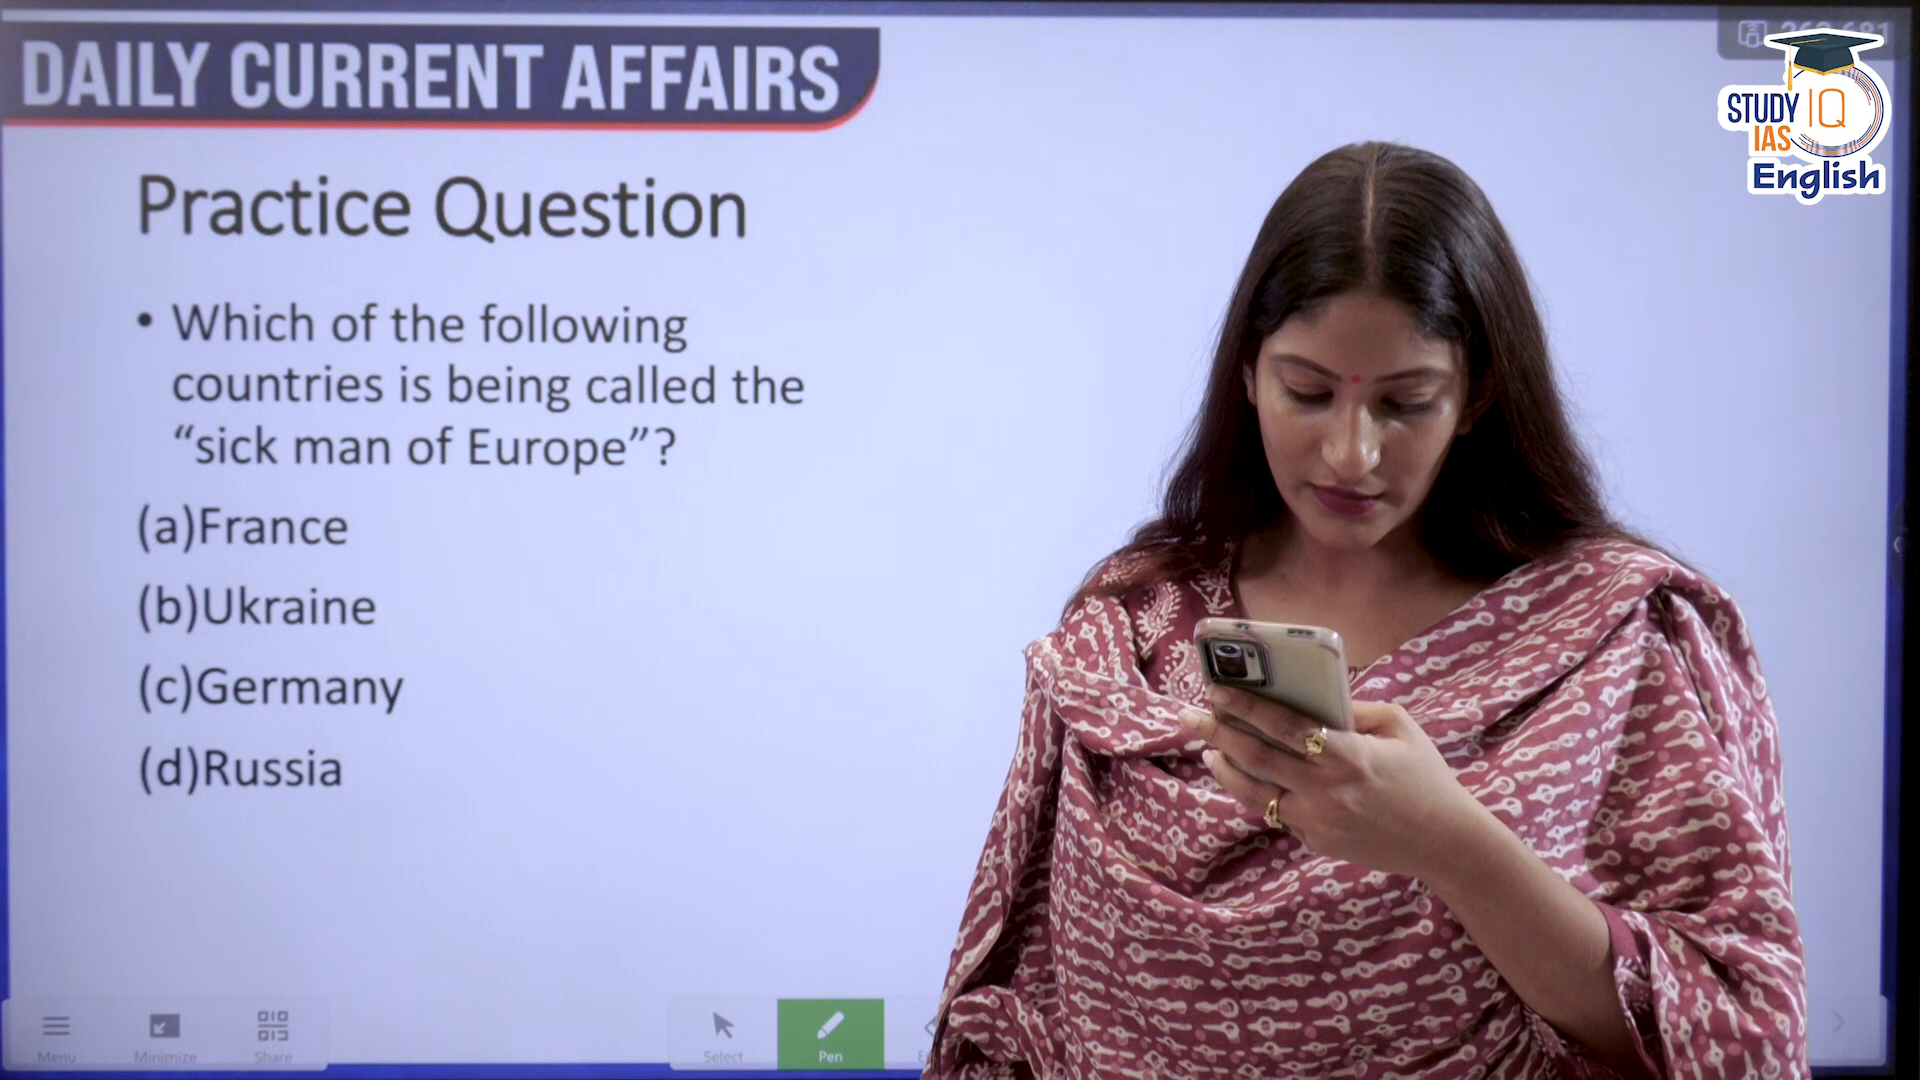 DAILY CURRENT AFFAIRS
STUDY IQ
IAS
English
Practice Question
• Which of the following
countries is being called the
“sick man of Europe”?
(a)France
(b)Ukraine
(c)Germany
(d)Russia
Menu
Minimize
Share
Select
Pen